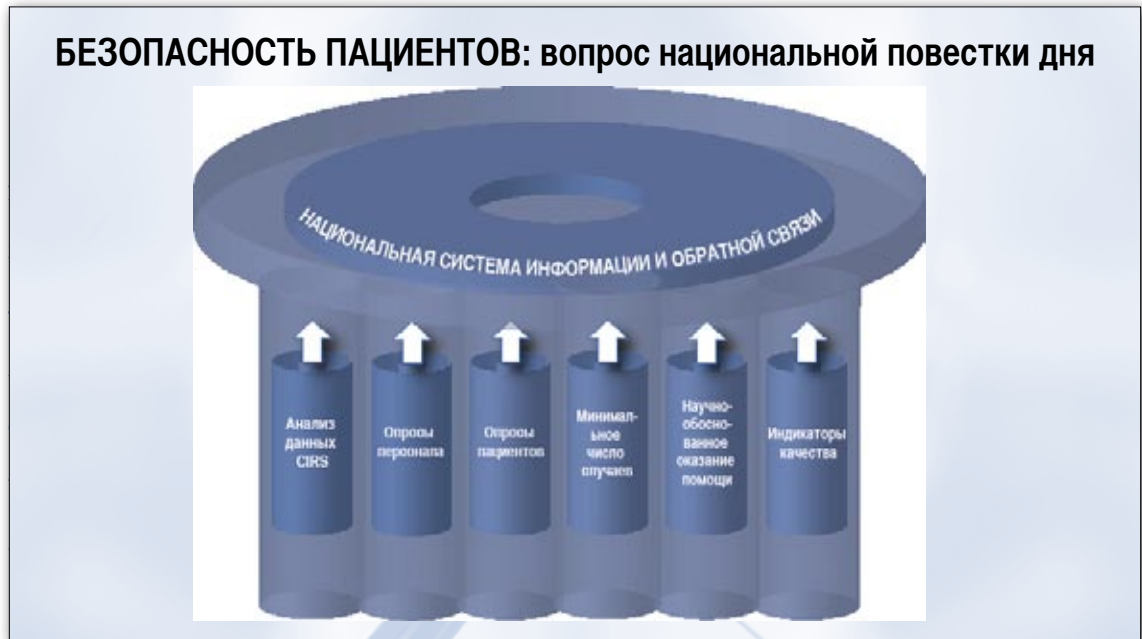 БЕЗОПАСНОСТЬ ПАЦИЕНТОВ: вопрос национальной повестки дня
НАЦИОНАЛЬНАЯ СИСТЕМА ИНФОРМАЦИИ И ОБРАТНОЙ СВЯЗИ
Анализ
данных
CIRS
Опросы
персонала
Опросы
пациентов
Минимал-
ьное
число
случаев
Научно-
обосно-
ванное
оказание
помощи
Индикаторы
качества